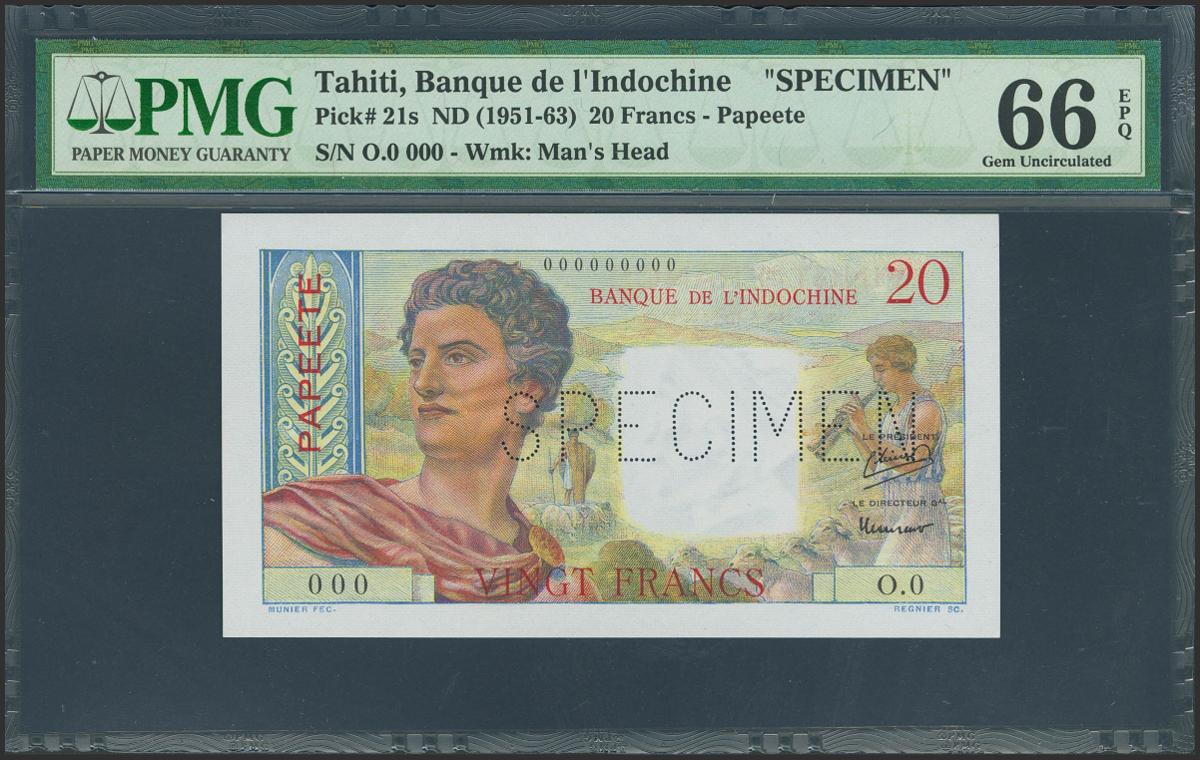 PMG
PAPER MONEY GUARANTY
Tahiti, Banque de l'Indochine "SPECIMEN"
Pick# 21s ND (1951-63) 20 Francs - Papeete
S/N O.0 000 - Wmk: Man's Head
66
EPQ
Gem Uncirculated
000000000
BANQUE DE L'INDOCHINE 20
PAPEETE
SPECIMEN
LE PRÉSIDENT
LE DIRECTEUR GAL
000
VINGT FRANCS
O.0
MUNIER FEC.
REGNIER SC.